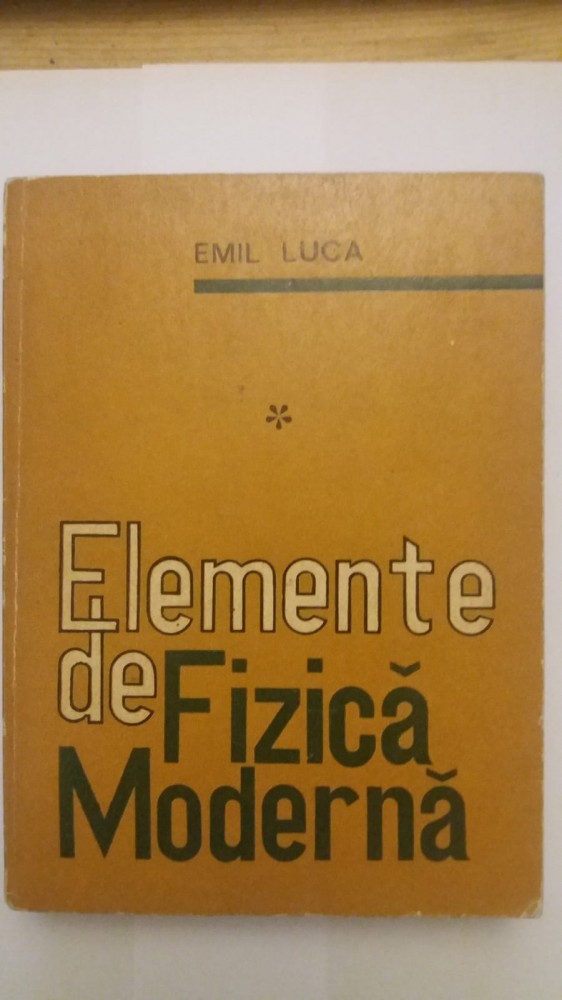 EMIL LUCA
*
Elemente
de Fizică
Modernă